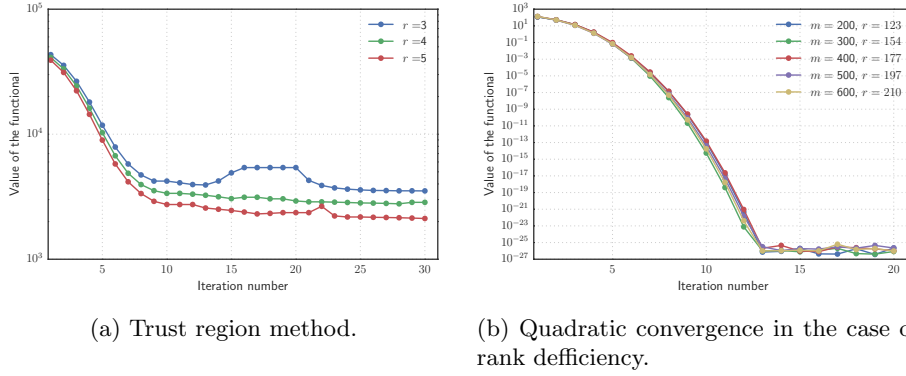 10^5
10^4
10^3
Value of the functional
5 10 15 20 25 30
Iteration number
r =3
r =4
r =5
(a) Trust region method.
10^3
10^1
10^-1
10^-3
10^-5
10^-7
10^-9
10^-11
10^-13
10^-15
10^-17
10^-19
10^-21
10^-23
10^-25
10^-27
Value of the functional
5 10 15 20
Iteration number
m = 200, r = 123
m = 300, r = 154
m = 400, r = 177
m = 500, r = 197
m = 600, r = 210
(b) Quadratic convergence in the case o
rank defficiency.